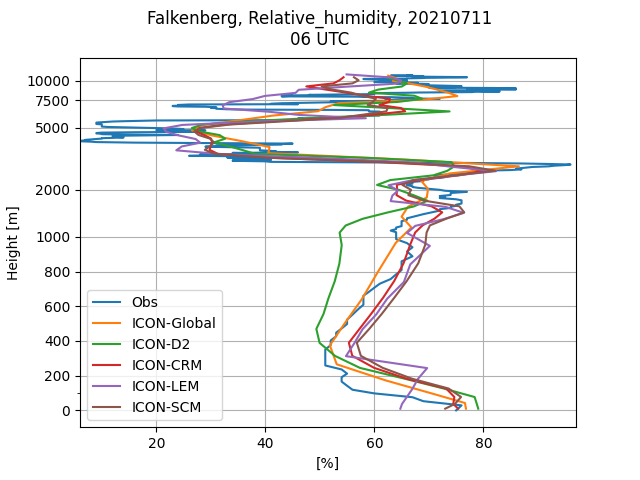 Falkenberg, Relative_humidity, 20210711
06 UTC
10000
7500
5000
2000
1000
800
600
400
200
0
Height [m]
Obs
ICON-Global
ICON-D2
ICON-CRM
ICON-LEM
ICON-SCM
20
40
60
80
[%]